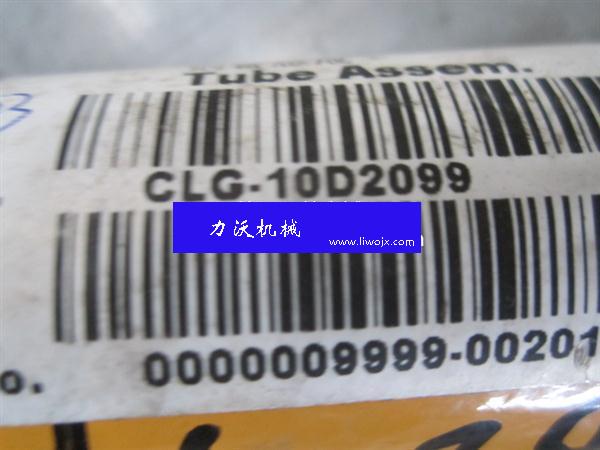 Tube Assem.
CLG-10D2099
力沃机械
www.liwojx.com
o. 0000009999-00201